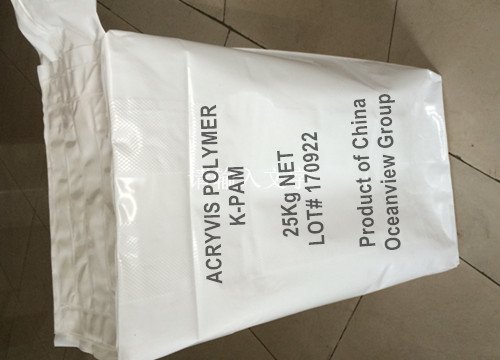 ACRYVIS POLYMER
K-PAM
25Kg NET
LOT# 170922
Product of China
Oceanview Group